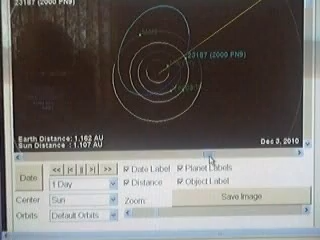 23187 (2000 PN9)
23187 (2000 PN9)
Earth Distance: 1.162 AU
Sun Distance : 1.107 AU
Dec 3, 2010
Date
<< |< || >| >>
Date Label
Planet Labels
1 Day
Distance
Object Label
Center
Sun
Zoom:
Save Image
Orbits
Default Orbits